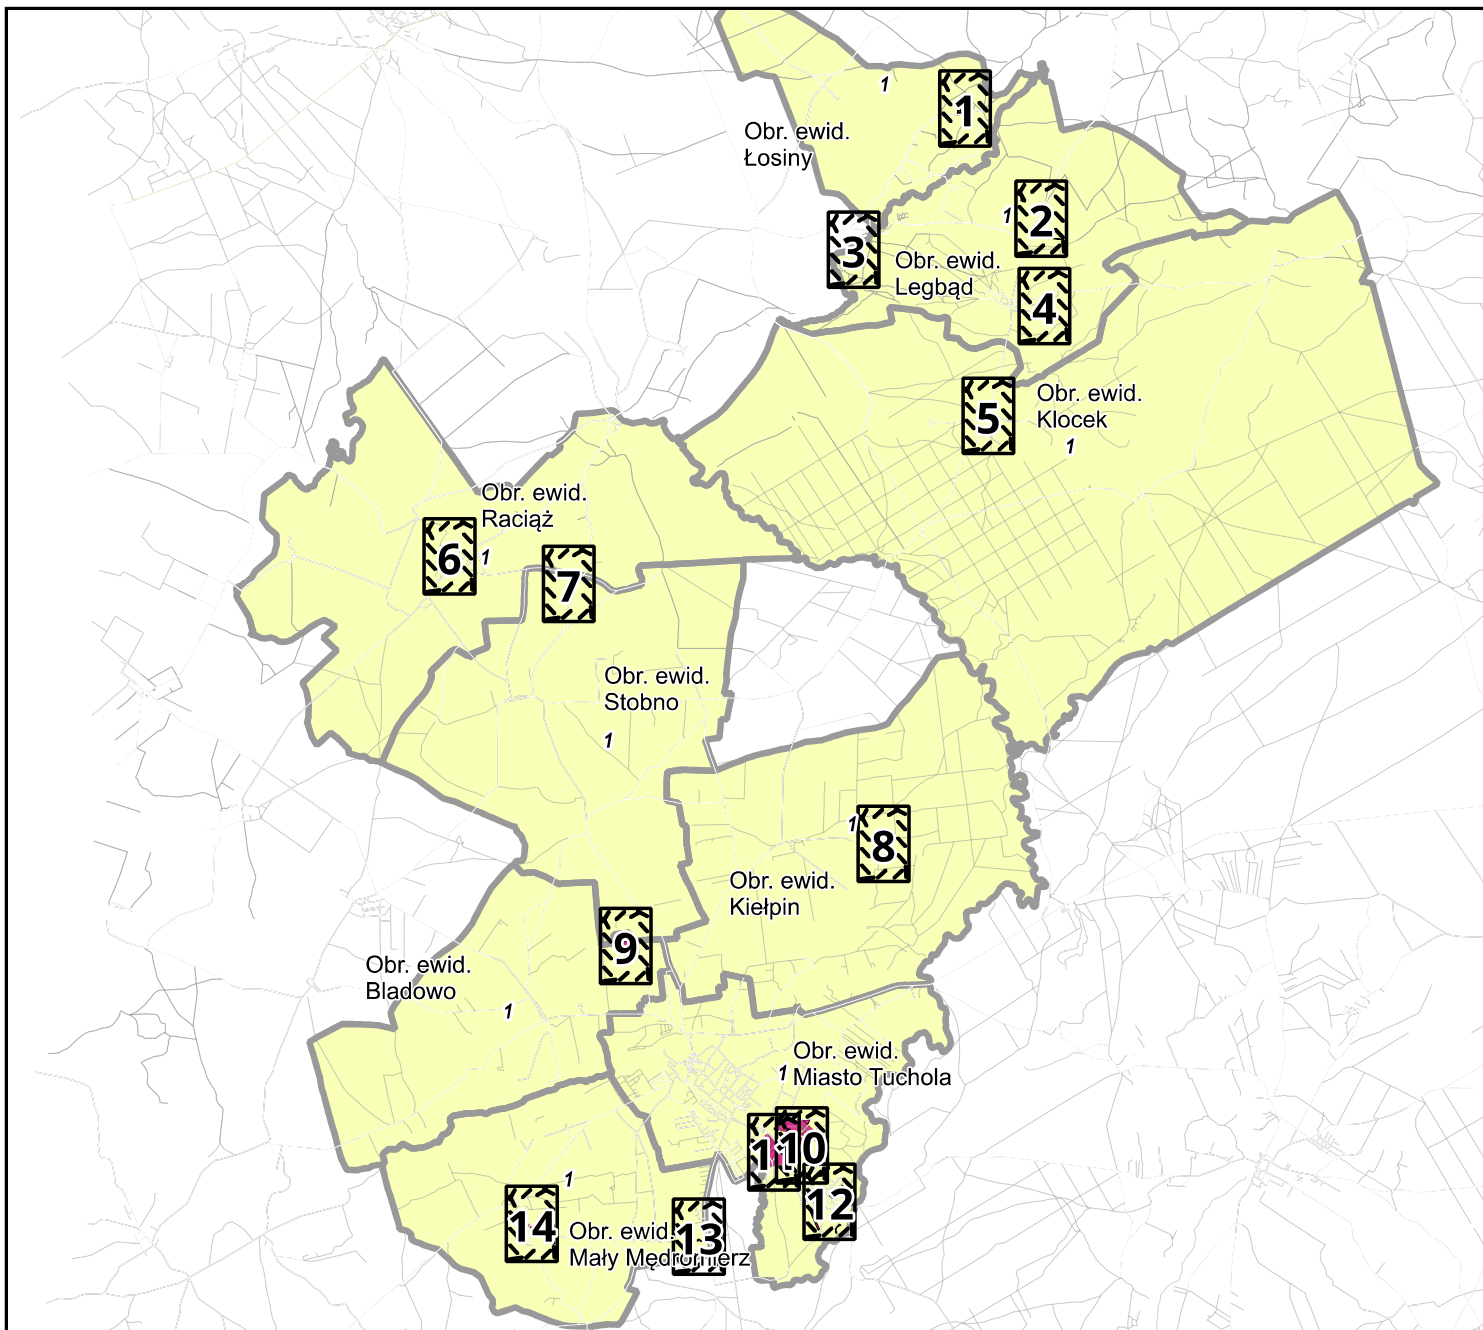 1
1
Obr. ewid.
Łosiny
2
1
3
Obr. ewid.
Legbąd
4
5
Obr. ewid.
Klocek
1
Obr. ewid.
Raciąż
6
1
7
Obr. ewid.
Stobno
1
8
1
Obr. ewid.
Kiełpin
9
Obr. ewid.
Bladowo
1
Obr. ewid.
1 Miasto Tuchola
11
10
12
1
14
13
Obr. ewid.
Mały Mędromierz